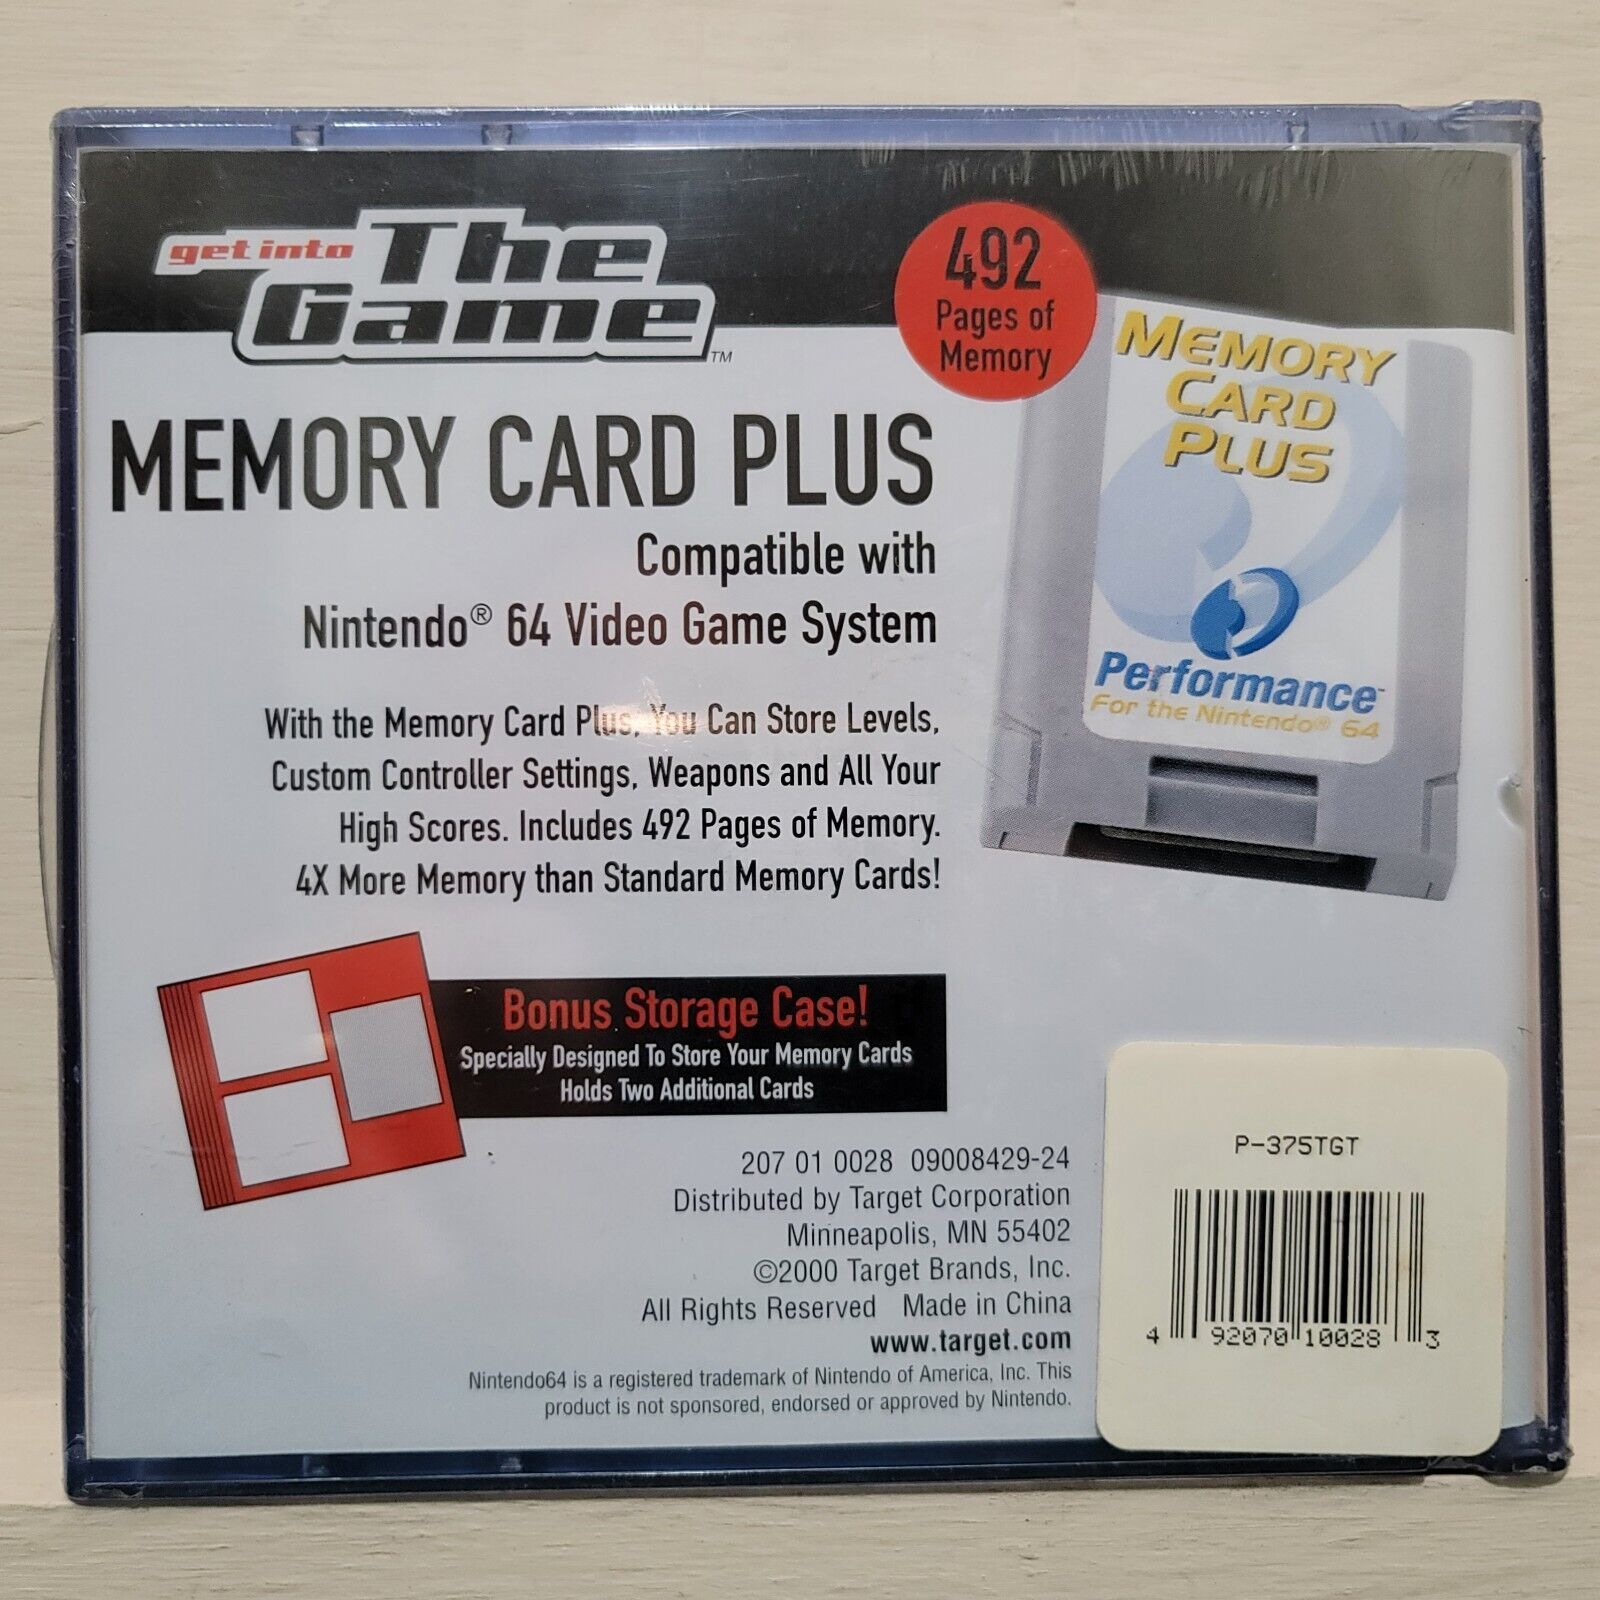 get into The
Game™
492
Pages of
Memory
MEMORY
CARD
PLUS
Performance™
For the Nintendo® 64
MEMORY CARD PLUS
Compatible with
Nintendo® 64 Video Game System
With the Memory Card Plus, You Can Store Levels,
Custom Controller Settings, Weapons and All Your
High Scores. Includes 492 Pages of Memory.
4X More Memory than Standard Memory Cards!
Bonus Storage Case!
Specially Designed To Store Your Memory Cards
Holds Two Additional Cards
207 01 0028 09008429-24
Distributed by Target Corporation
Minneapolis, MN 55402
©2000 Target Brands, Inc.
All Rights Reserved Made in China
www.target.com
Nintendo64 is a registered trademark of Nintendo of America, Inc. This
product is not sponsored, endorsed or approved by Nintendo.
P-375TGT
4 92070 10028 3